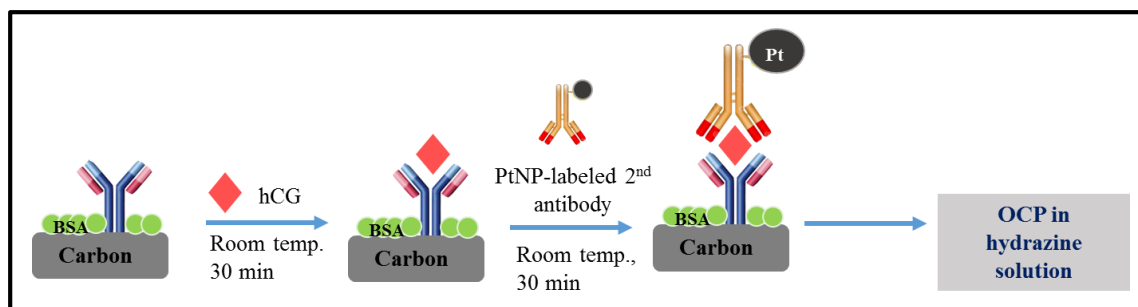 BSA
Carbon
hCG
Room temp.
30 min
BSA
Carbon
PtNP-labeled 2nd
antibody
Room temp.,
30 min
Pt
BSA
Carbon
OCP in
hydrazine
solution